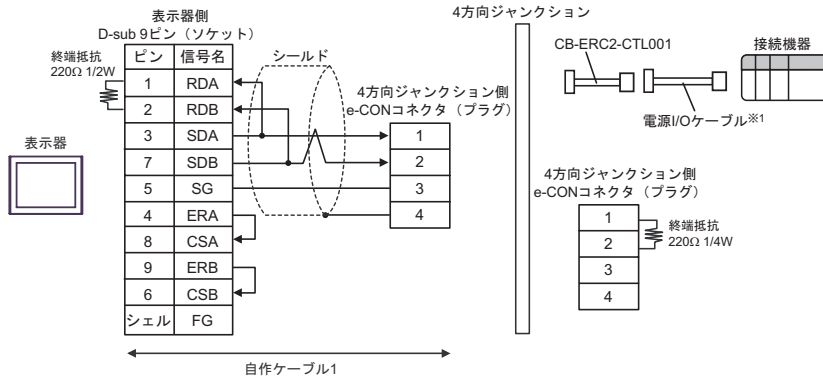 4方向ジャンクション
表示器側
D-sub 9ピン（ソケット）
終端抵抗
220Ω 1/2W
ピン 信号名
1 RDA
2 RDB
3 SDA
7 SDB
5 SG
4 ERA
8 CSA
9 ERB
6 CSB
シェル FG
シールド
4方向ジャンクション側
e-CONコネクタ（プラグ）
1
2
3
4
表示器
自作ケーブル1
CB-ERC2-CTL001
接続機器
電源I/Oケーブル※1
4方向ジャンクション側
e-CONコネクタ（プラグ）
1
2
3
4
終端抵抗
220Ω 1/4W